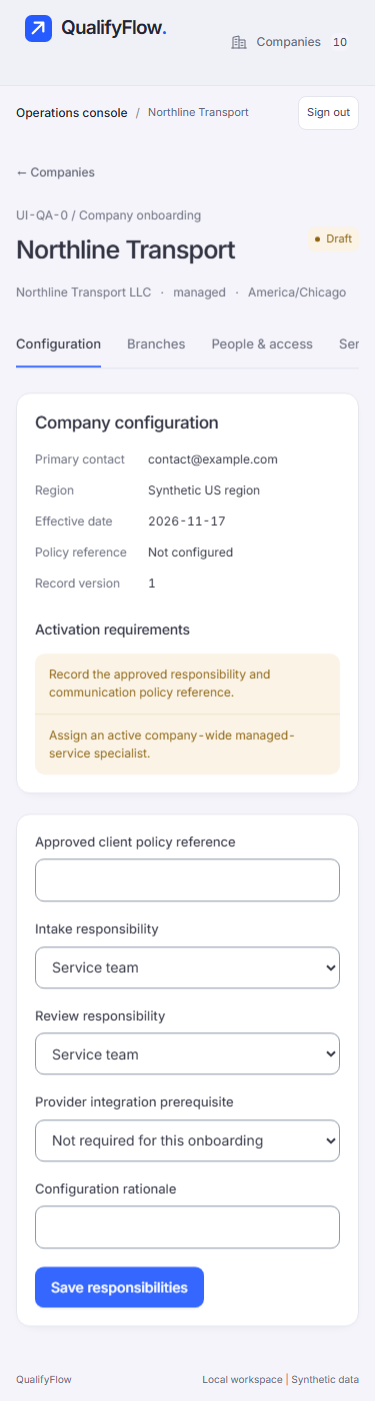 QualifyFlow.
Companies 10
Operations console / Northline Transport
Sign out
← Companies
UI-QA-0 / Company onboarding
Northline Transport
Draft
Northline Transport LLC · managed · America/Chicago
Configuration Branches People & access Ser
Company configuration
Primary contact contact@example.com
Region Synthetic US region
Effective date 2026-11-17
Policy reference Not configured
Record version 1
Activation requirements
Record the approved responsibility and
communication policy reference.
Assign an active company-wide managed-
service specialist.
Approved client policy reference
Intake responsibility
Service team
Review responsibility
Service team
Provider integration prerequisite
Not required for this onboarding
Configuration rationale
Save responsibilities
QualifyFlow
Local workspace | Synthetic data